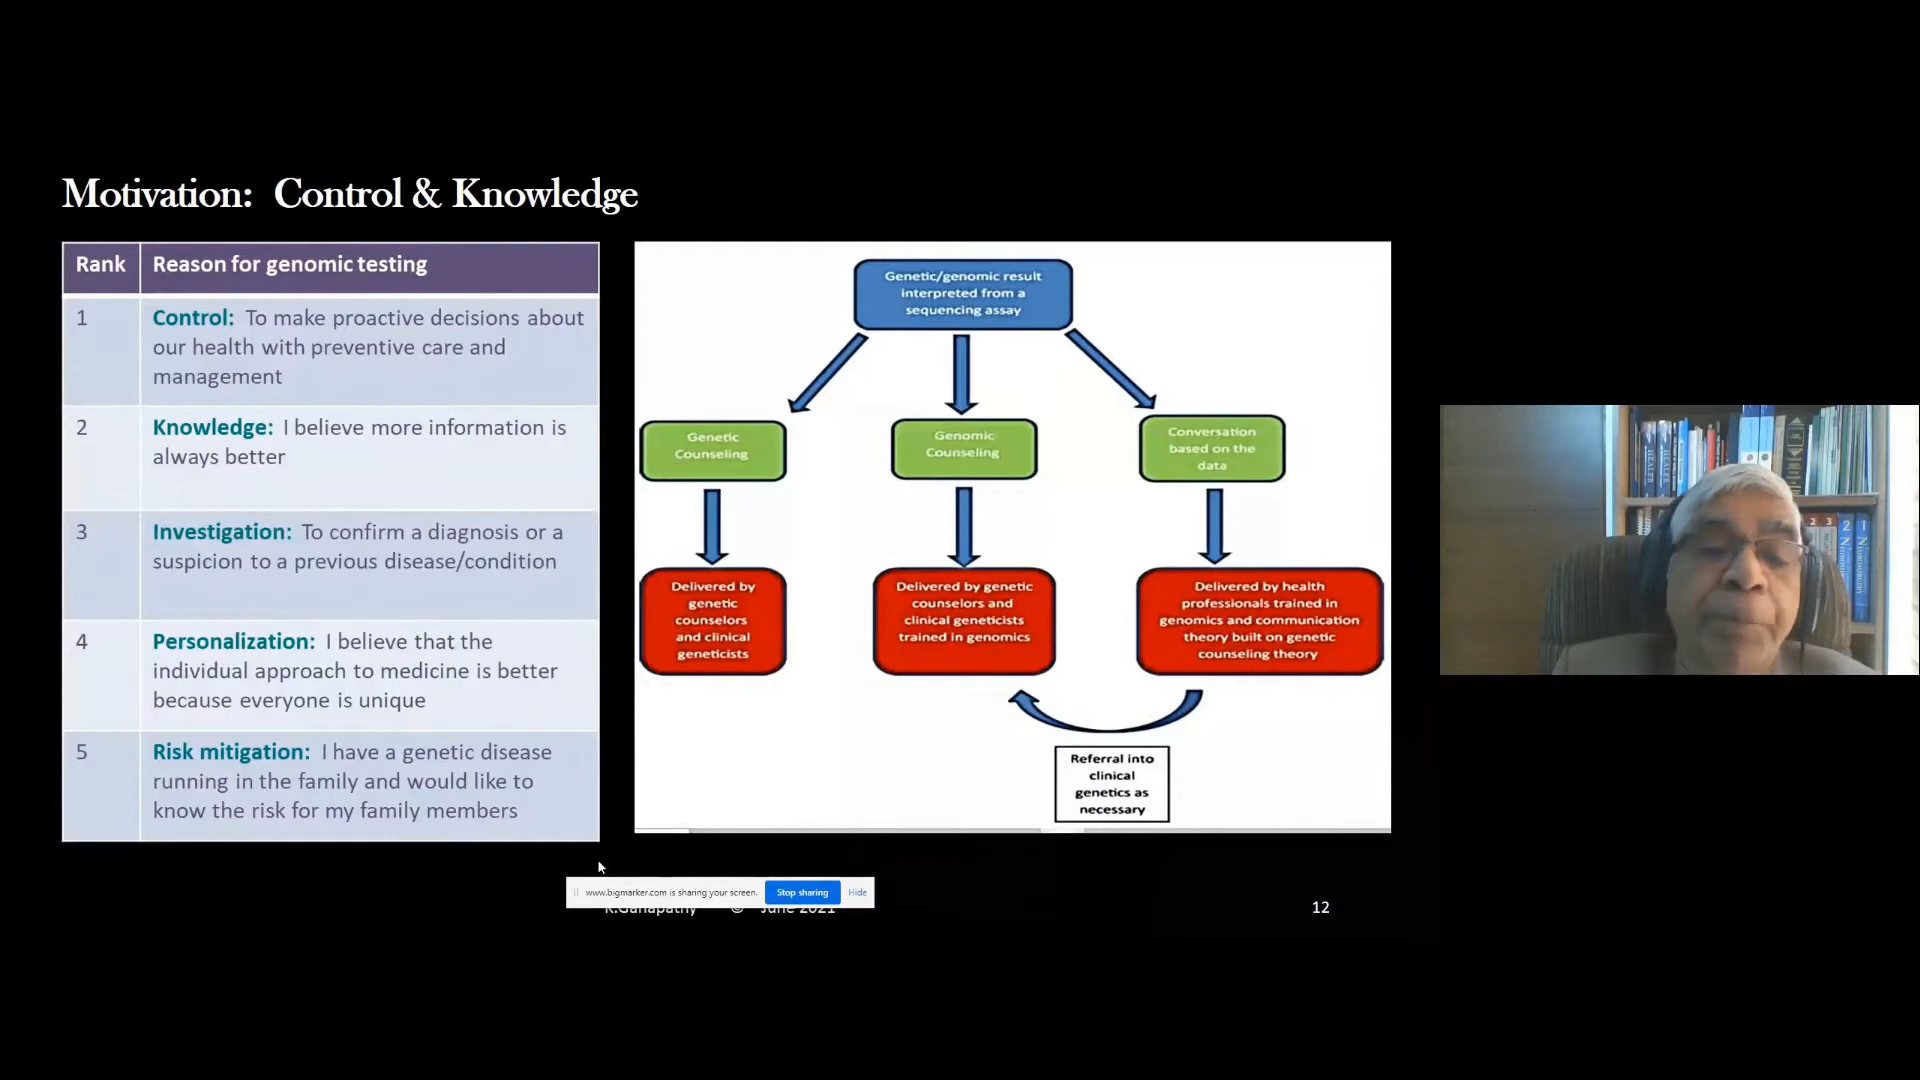 Motivation:  Control & Knowledge
Rank
Reason for genomic testing
1
Control:  To make proactive decisions about
our health with preventive care and
management
2
Knowledge:  I believe more information is
always better
3
Investigation:  To confirm a diagnosis or a
suspicion to a previous disease/condition
4
Personalization:  I believe that the
individual approach to medicine is better
because everyone is unique
5
Risk mitigation:  I have a genetic disease
running in the family and would like to
know the risk for my family members
Genetic/genomic result
interpreted from a
sequencing assay
Genetic
Counseling
Genomic
Counseling
Conversation
based on the
data
Delivered by
genetic
counselors
and clinical
geneticists
Delivered by genetic
counselors and
clinical geneticists
trained in genomics
Delivered by health
professionals trained in
genomics and communication
theory built on genetic
counseling theory
Referral into
clinical
genetics as
necessary
www.bigmarker.com is sharing your screen.
Stop sharing
Hide
K.Ganapathy © June 2021
12